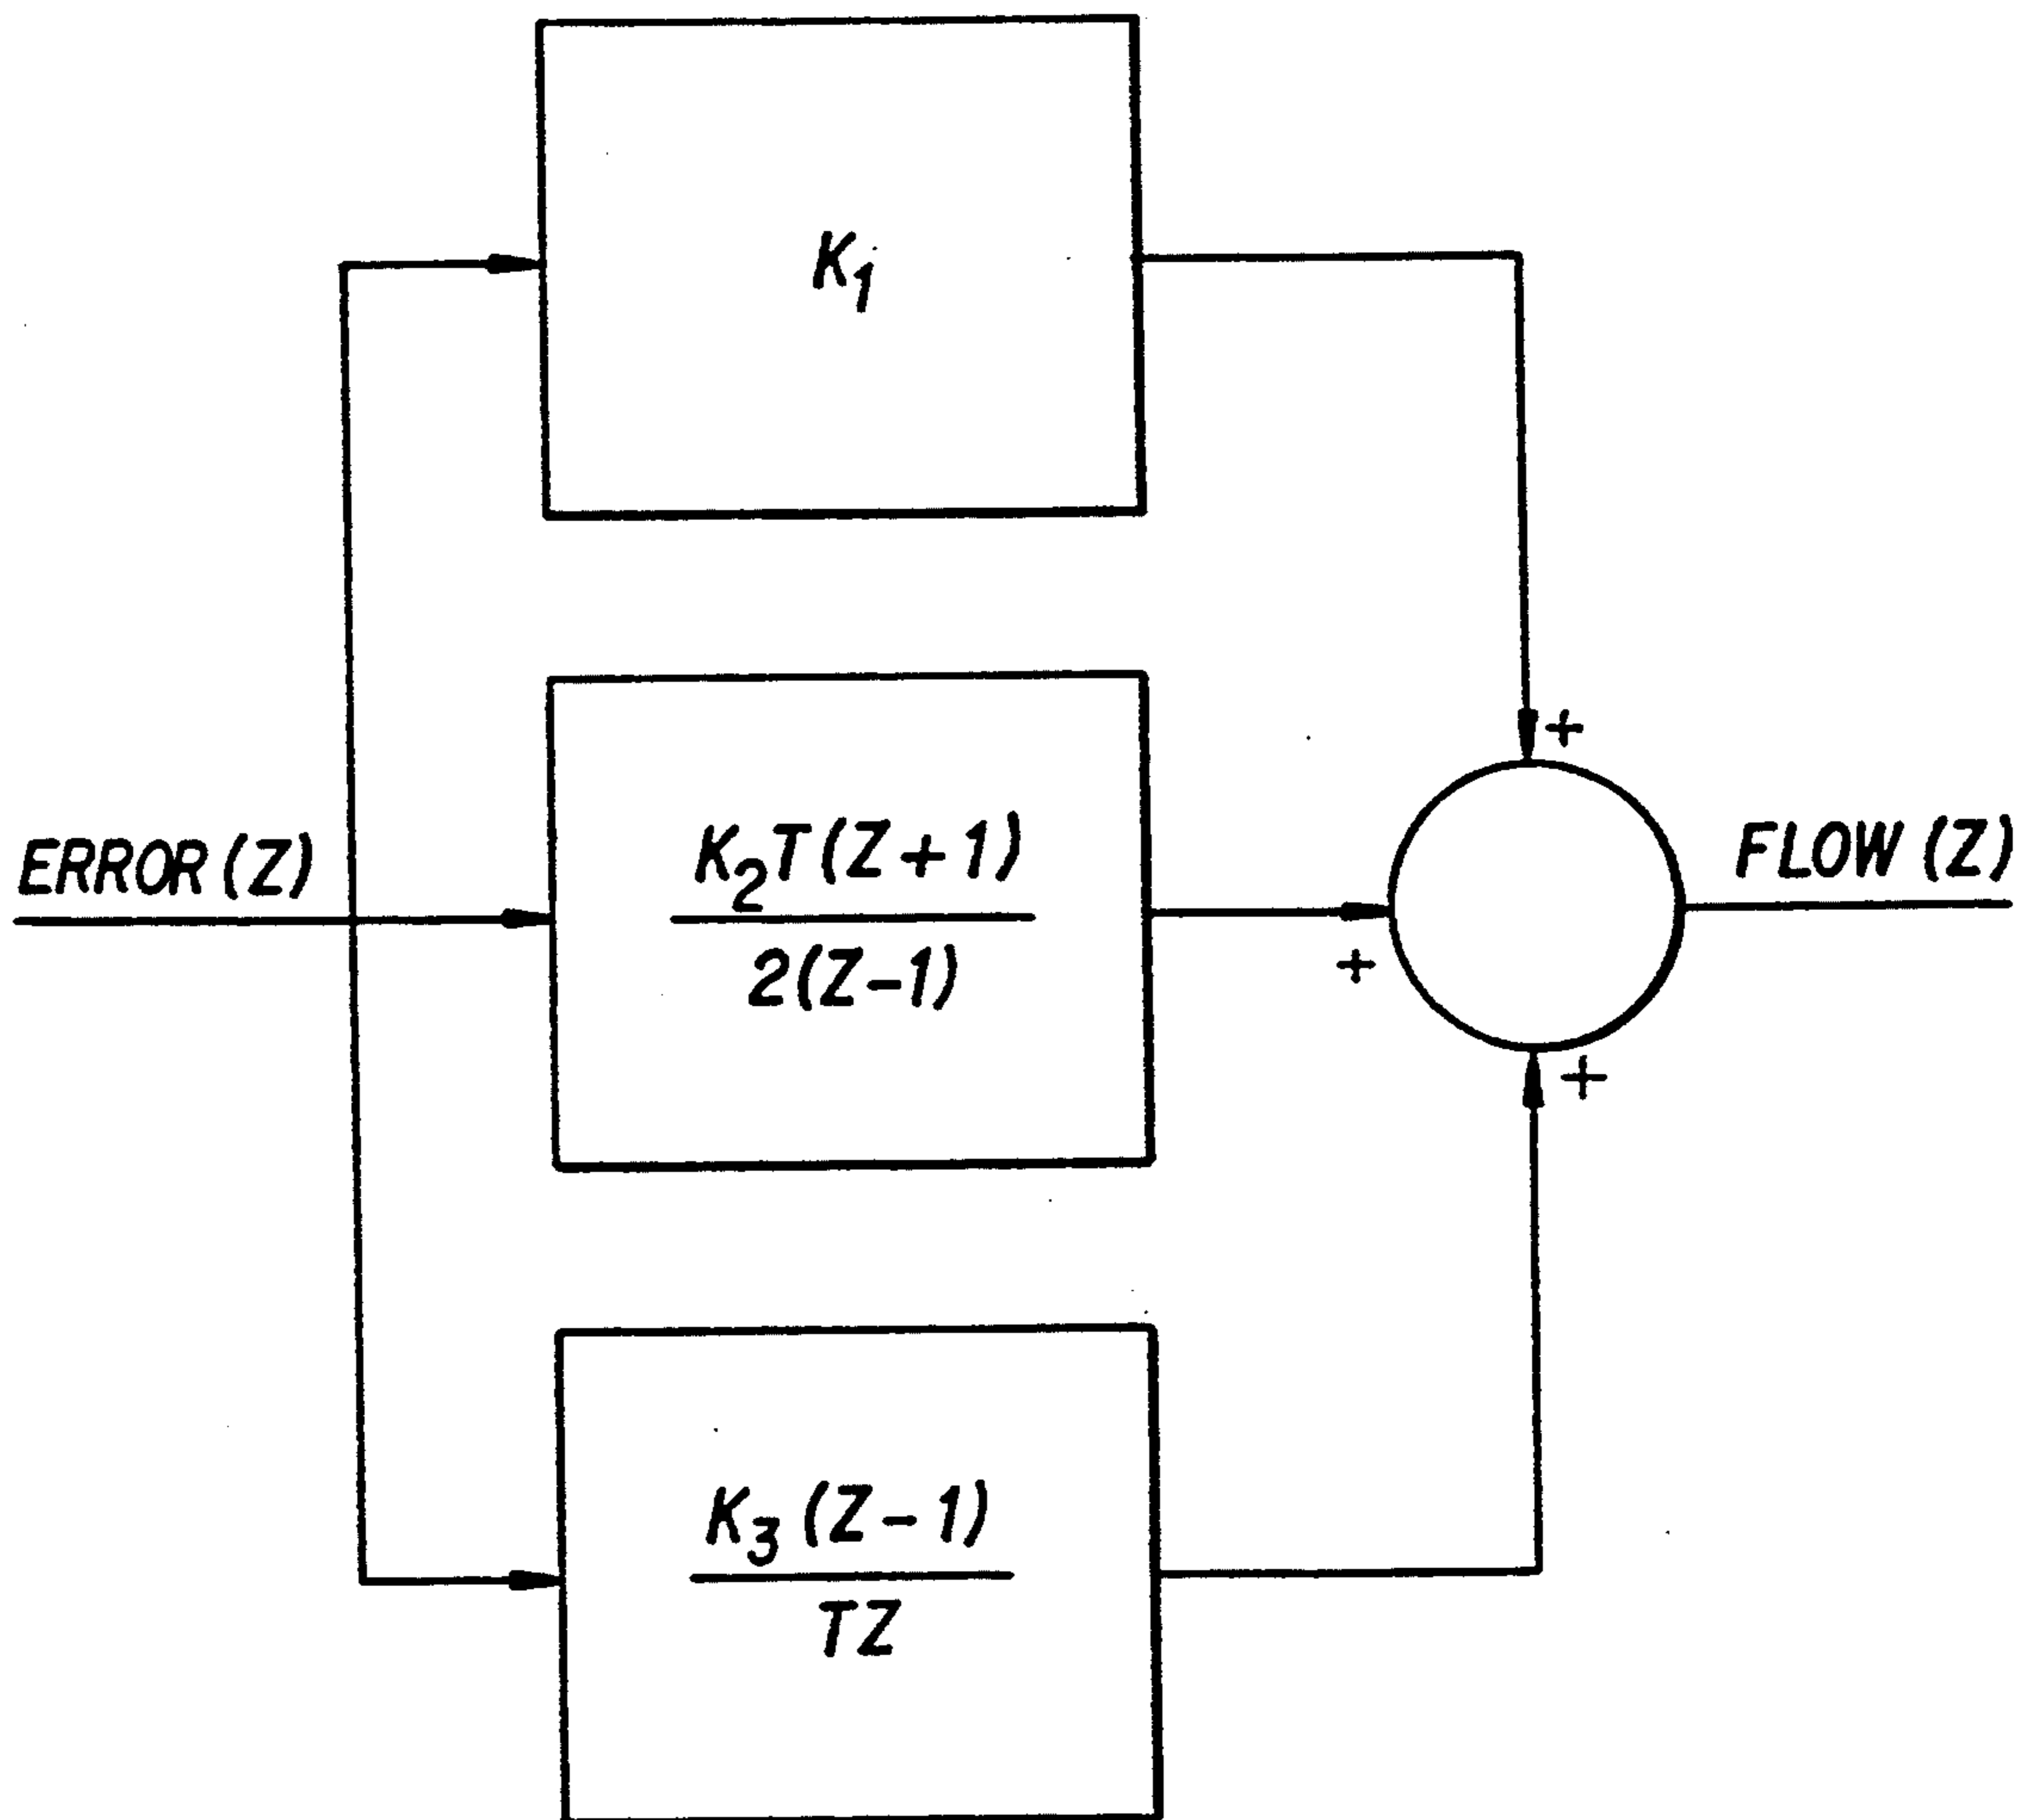 K₁
+
ERROR(Z)
K₂T(Z+1)
2(Z-1)
+
FLOW(Z)
+
K₃(Z-1)
TZ